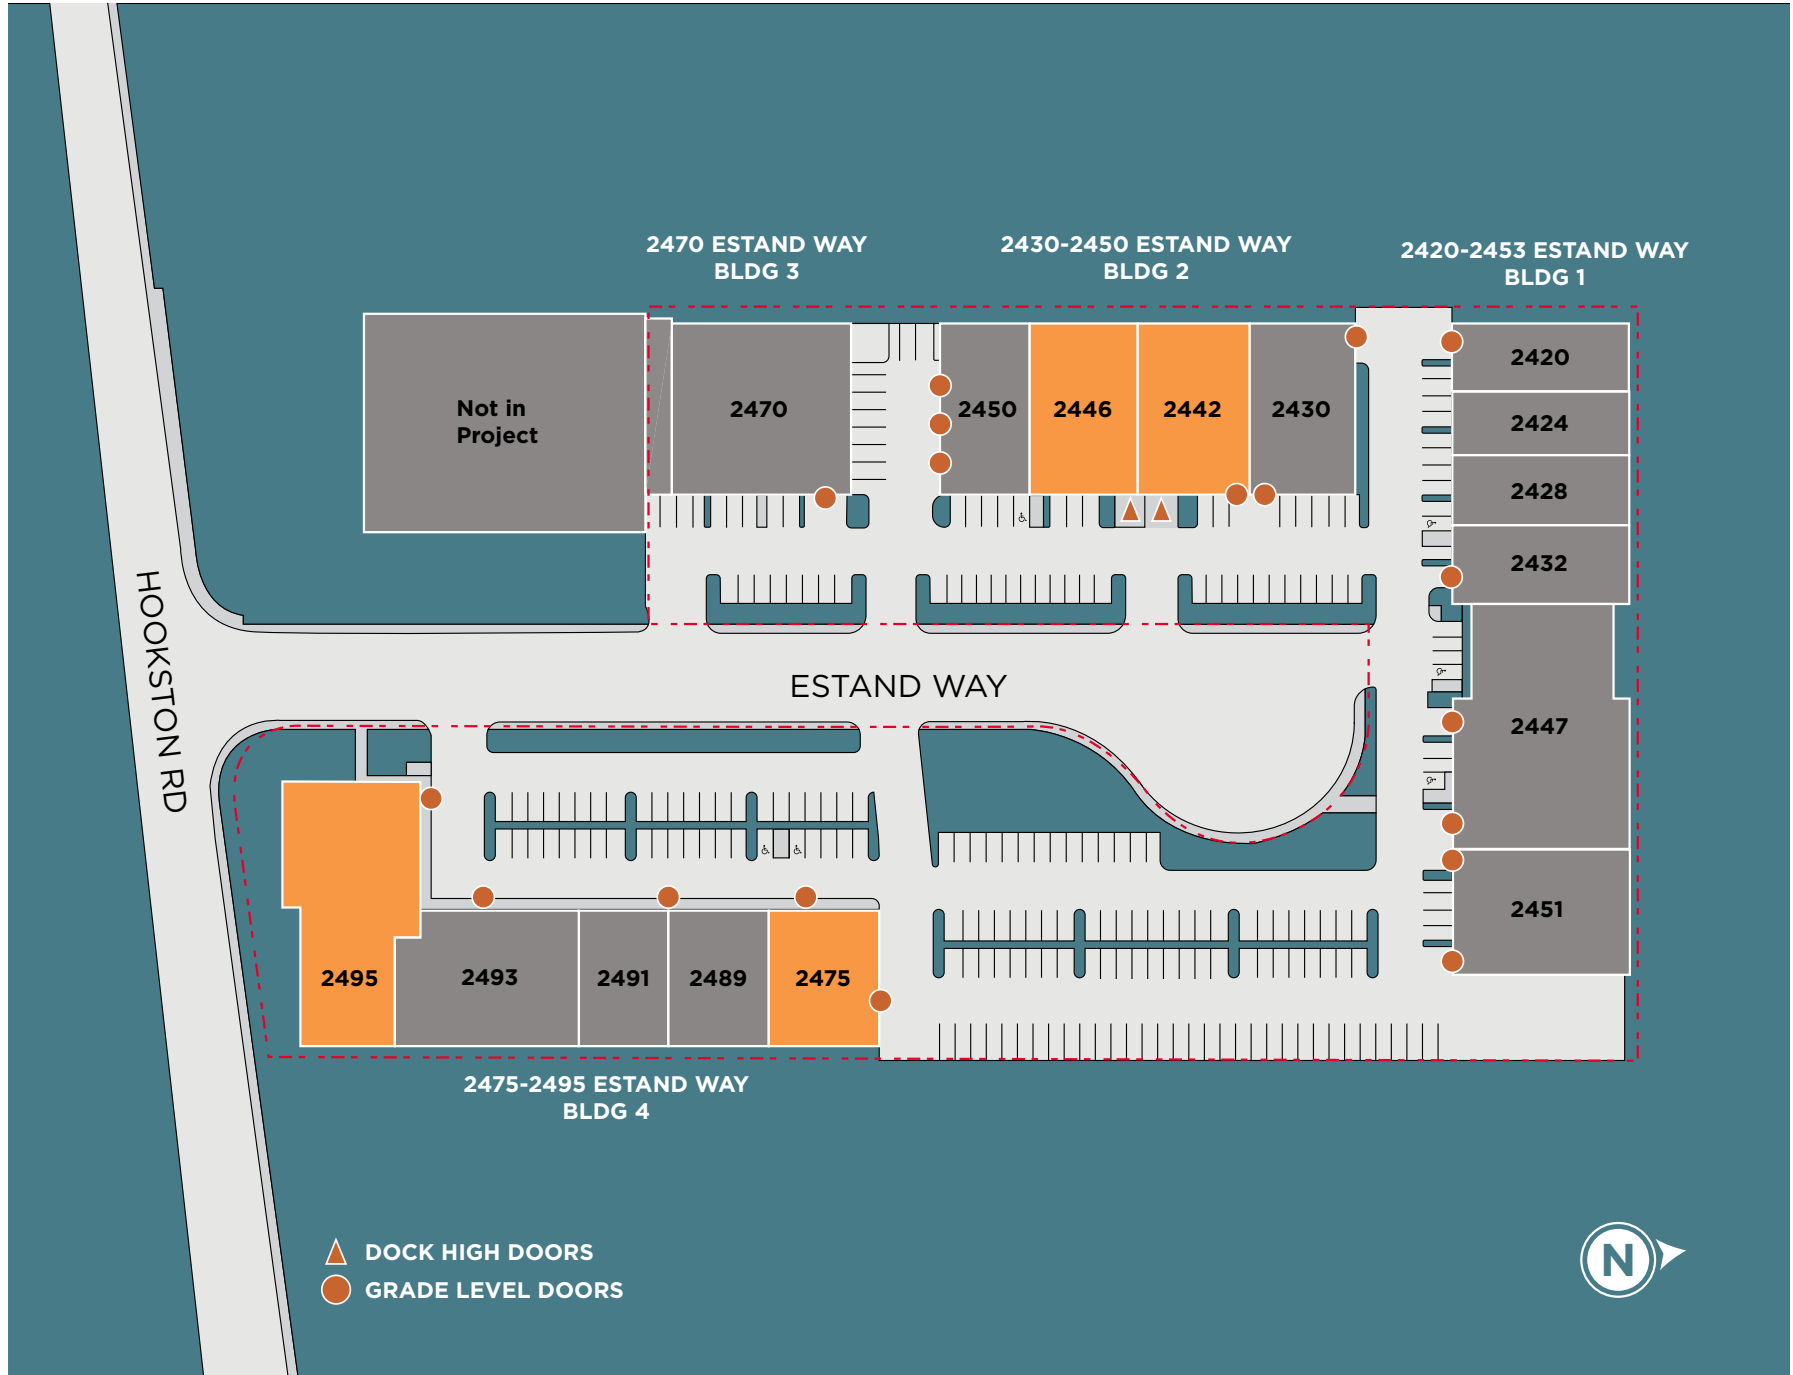 2470 ESTAND WAY
BLDG 3
2430-2450 ESTAND WAY
BLDG 2
2420-2453 ESTAND WAY
BLDG 1
Not in
Project
2470
2450
2446
2442
2430
2420
2424
2428
2432
2447
2451
HOOKSTON RD
ESTAND WAY
2495
2493
2491
2489
2475
2475-2495 ESTAND WAY
BLDG 4
DOCK HIGH DOORS
GRADE LEVEL DOORS
N